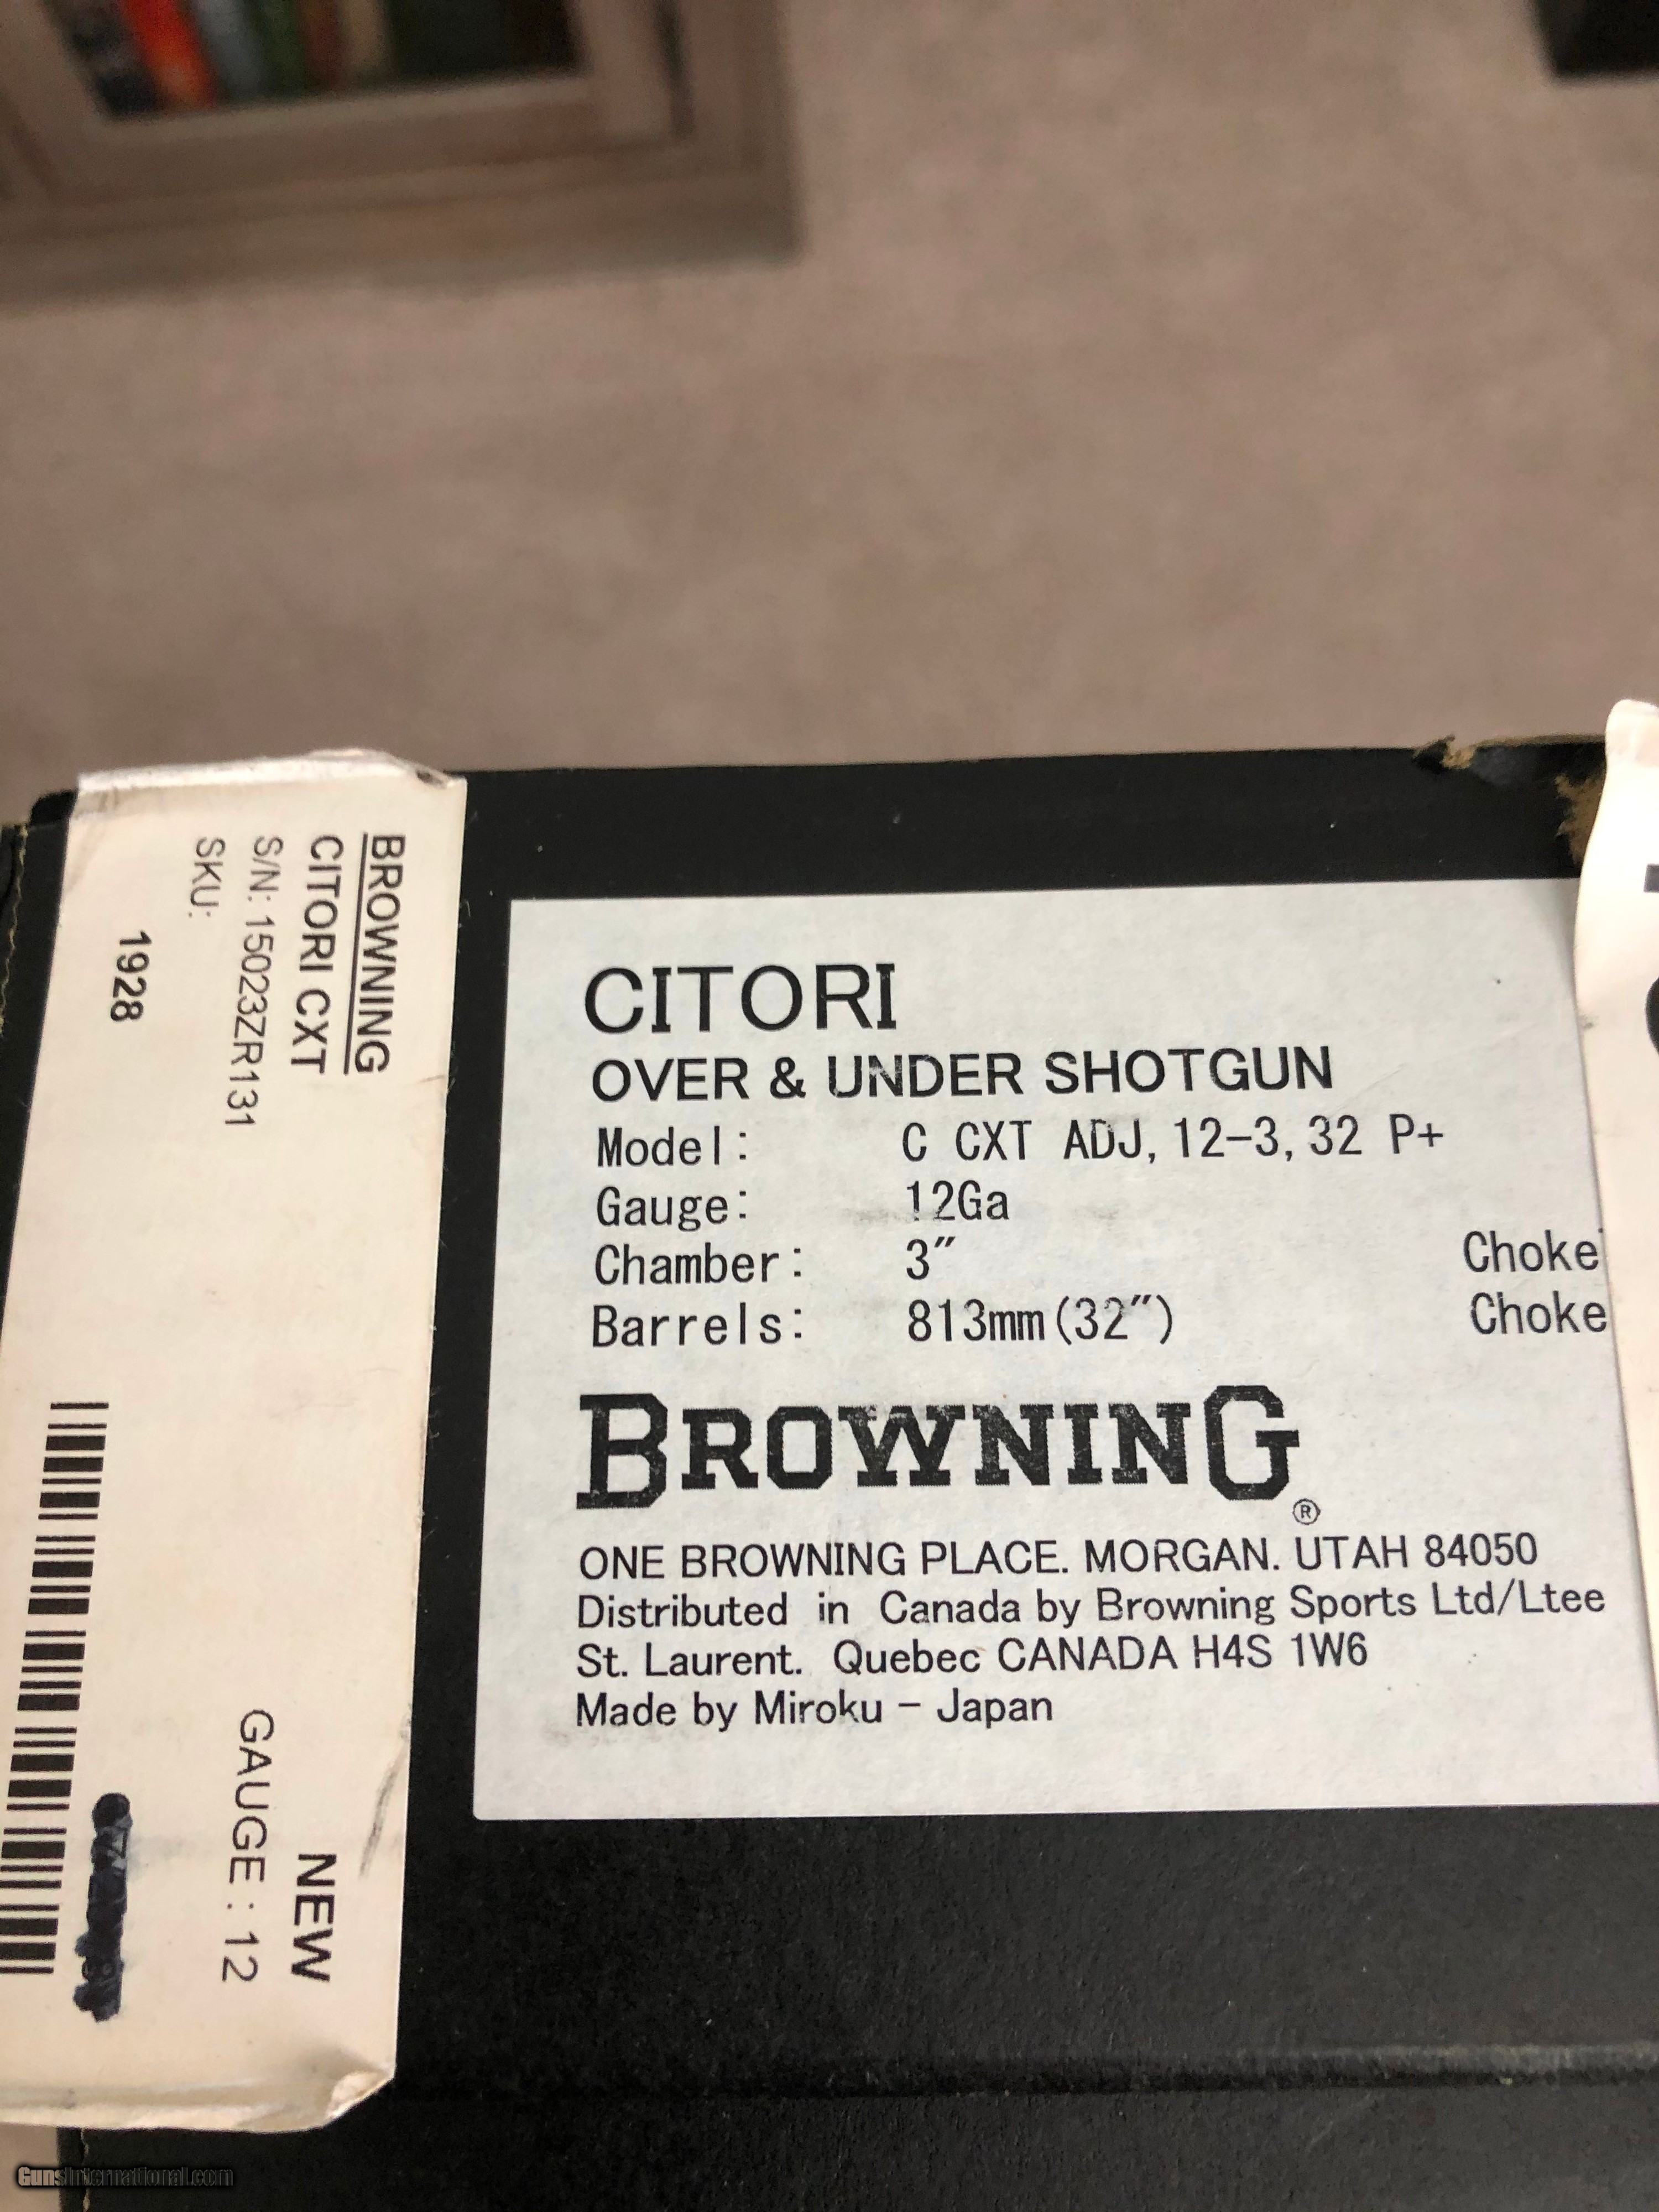 BROWNING
CITORI CXT
S/N: 15023ZR131
SKU:
1928
NEW
GAUGE : 12
CITORI
OVER & UNDER SHOTGUN
Model: C CXT ADJ, 12-3, 32 P+
Gauge: 12Ga
Chamber: 3" Choke
Barrels: 813mm(32") Choke
BROWNING®
ONE BROWNING PLACE. MORGAN. UTAH 84050
Distributed in Canada by Browning Sports Ltd/Ltee
St. Laurent. Quebec CANADA H4S 1W6
Made by Miroku - Japan
GunsInternational.com